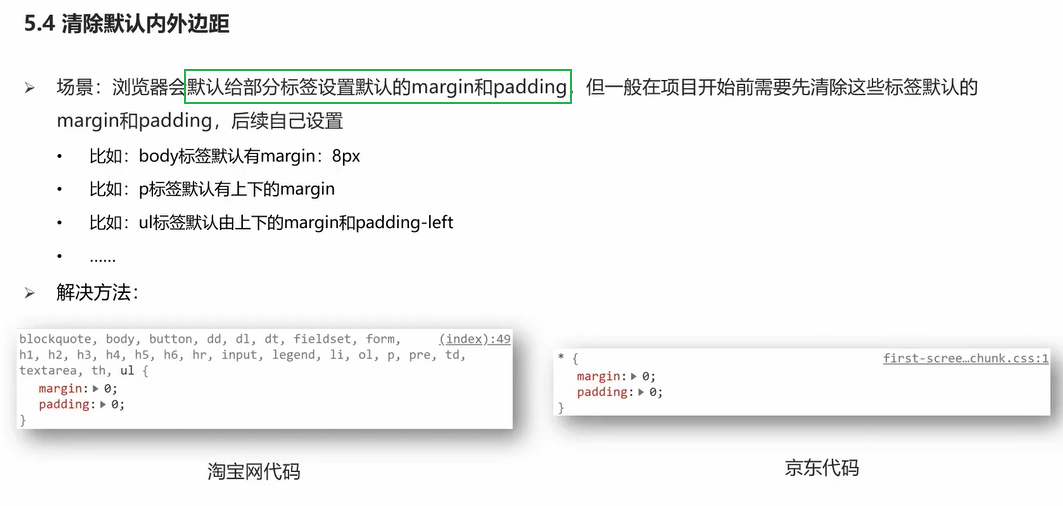 5.4 清除默认内外边距
场景：浏览器会默认给部分标签设置默认的margin和padding，但一般在项目开始前需要先清除这些标签默认的
margin和padding，后续自己设置
• 比如：body标签默认有margin：8px
• 比如：p标签默认有上下的margin
• 比如：ul标签默认由上下的margin和padding-left
• ......
解决方法：
blockquote, body, button, dd, dl, dt, fieldset, form, (index):49
h1, h2, h3, h4, h5, h6, hr, input, legend, li, ol, p, pre, td,
textarea, th, ul {
margin:▶ 0;
padding:▶ 0;
}
淘宝网代码
* { first-scree…chunk.css:1
margin:▶ 0;
padding:▶ 0;
}
京东代码